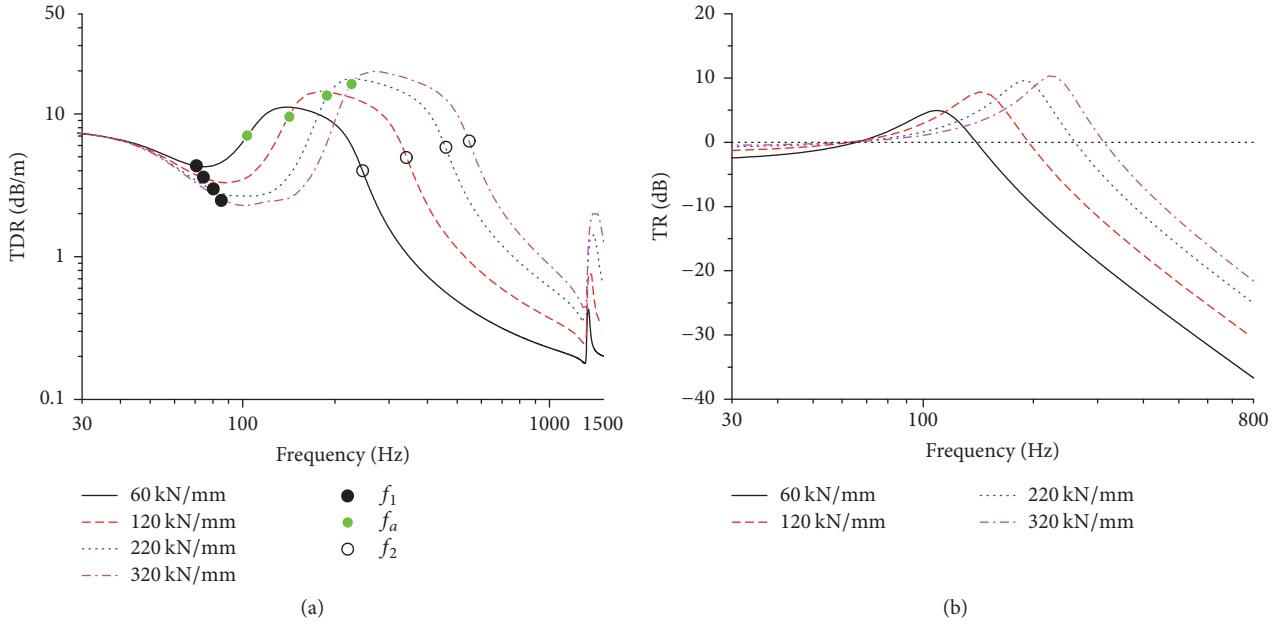 50
10
1
0.1
TDR (dB/m)
30
100
1000
1500
Frequency (Hz)
60 kN/mm
120 kN/mm
220 kN/mm
320 kN/mm
f1
fa
f2
(a)
20
10
0
−10
−20
−30
−40
TR (dB)
30
100
800
Frequency (Hz)
60 kN/mm
120 kN/mm
220 kN/mm
320 kN/mm
(b)